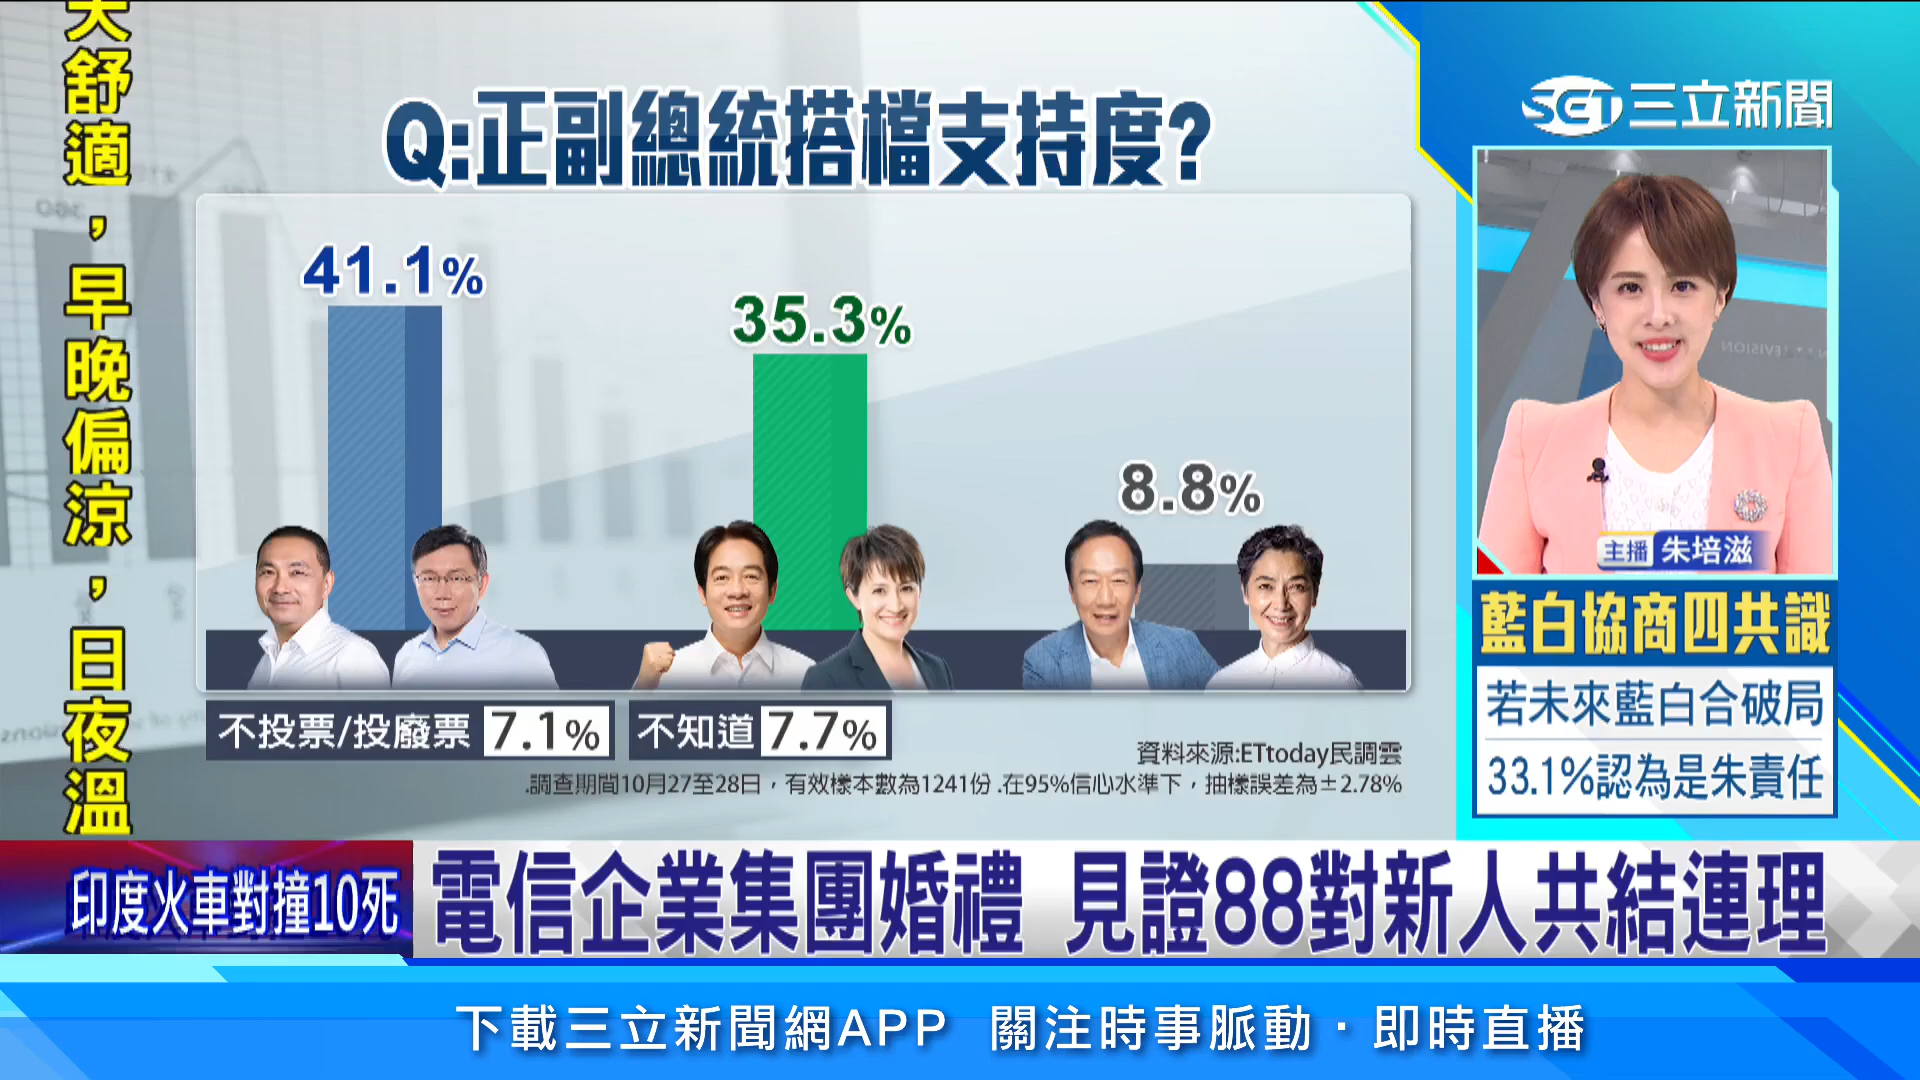 天舒適，早晚偏涼，日夜溫
Q:正副總統搭檔支持度?
41.1%
35.3%
8.8%
不投票/投廢票 7.1%
不知道 7.7%
資料來源:ETtoday民調雲
.調查期間10月27至28日，有效樣本數為1241份 .在95%信心水準下，抽樣誤差為±2.78%
SET三立新聞
主播 朱培滋
藍白協商四共識
若未來藍白合破局
33.1%認為是朱責任
印度火車對撞10死
電信企業集團婚禮 見證88對新人共結連理
下載三立新聞網APP 關注時事脈動・即時直播